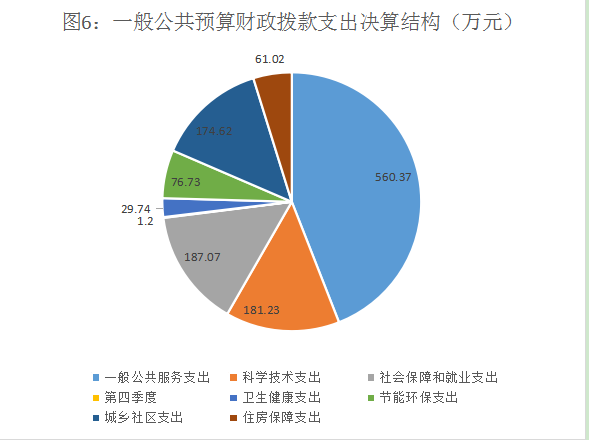 图6：一般公共预算财政拨款支出决算结构（万元）
61.02
560.37
174.62
76.73
29.74
1.2
187.07
181.23
一般公共服务支出 科学技术支出 社会保障和就业支出
第四季度 卫生健康支出 节能环保支出
城乡社区支出 住房保障支出